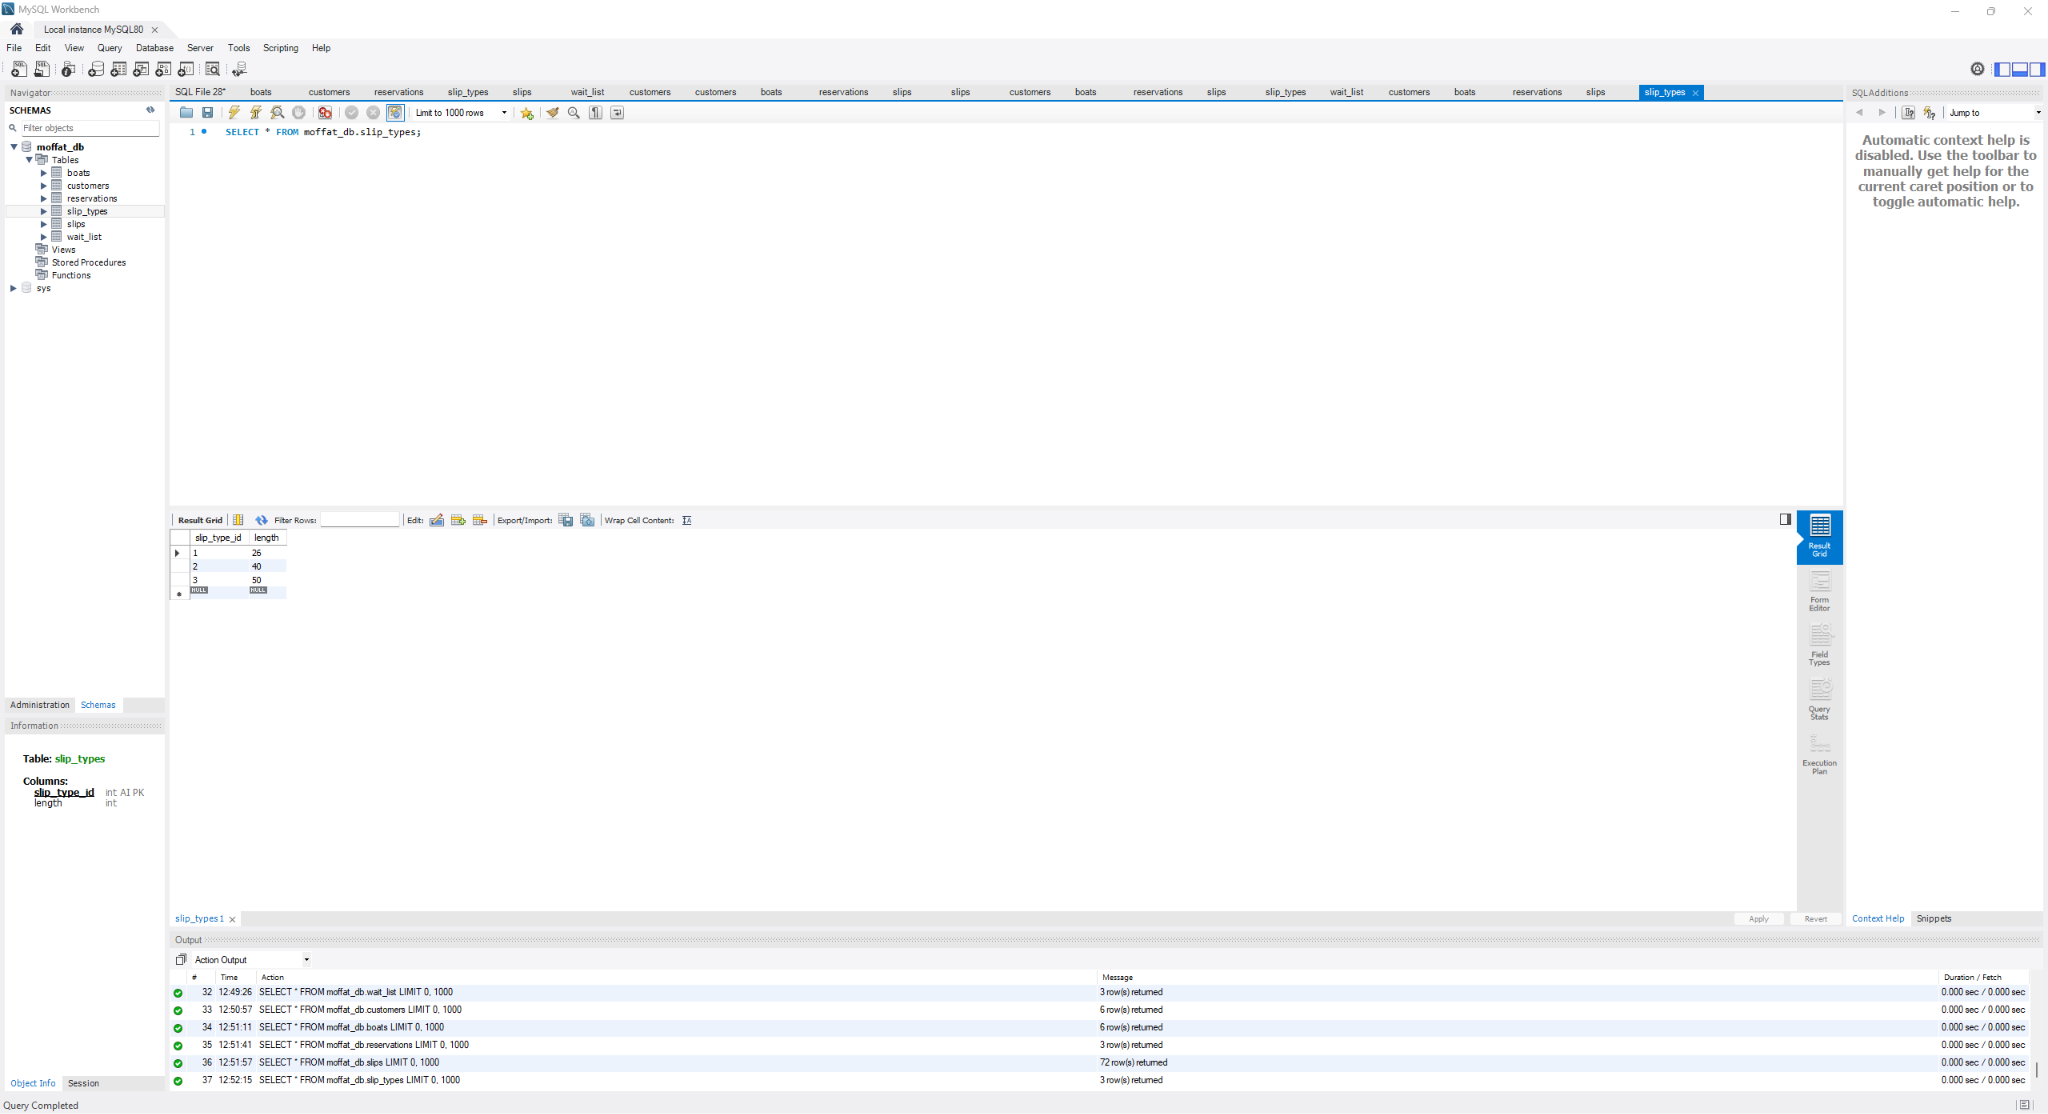 MySQL Workbench
Local instance MySQL80
File Edit View Query Database Server Tools Scripting Help
Navigator
SCHEMAS
Filter objects
moffat_db
Tables
boats
customers
reservations
slip_types
slips
wait_list
Views
Stored Procedures
Functions
sys
Administration Schemas
Information
Table: slip_types
Columns:
slip_type_id int AI PK
length int
Object Info Session
Query Completed
SQL File 28* boats customers reservations slip_types slips wait_list customers customers boats reservations slips slips customers boats reservations slips slip_types wait_list customers boats reservations slips slip_types
Limit to 1000 rows
1 SELECT * FROM moffat_db.slip_types;
Result Grid Filter Rows: Edit: Export/Import: Wrap Cell Content:
slip_type_id length
1 26
2 40
3 50
NULL NULL
Result Grid
Form Editor
Field Types
Query Stats
Execution Plan
slip_types 1
Apply Revert
Output
Action Output
# Time Action Message Duration / Fetch
32 12:49:26 SELECT * FROM moffat_db.wait_list LIMIT 0, 1000 3 row(s) returned 0.000 sec / 0.000 sec
33 12:50:57 SELECT * FROM moffat_db.customers LIMIT 0, 1000 6 row(s) returned 0.000 sec / 0.000 sec
34 12:51:11 SELECT * FROM moffat_db.boats LIMIT 0, 1000 6 row(s) returned 0.000 sec / 0.000 sec
35 12:51:41 SELECT * FROM moffat_db.reservations LIMIT 0, 1000 3 row(s) returned 0.000 sec / 0.000 sec
36 12:51:57 SELECT * FROM moffat_db.slips LIMIT 0, 1000 72 row(s) returned 0.000 sec / 0.000 sec
37 12:52:15 SELECT * FROM moffat_db.slip_types LIMIT 0, 1000 3 row(s) returned 0.000 sec / 0.000 sec
SQLAdditions
Jump to
Automatic context help is
disabled. Use the toolbar to
manually get help for the
current caret position or to
toggle automatic help.
Context Help Snippets